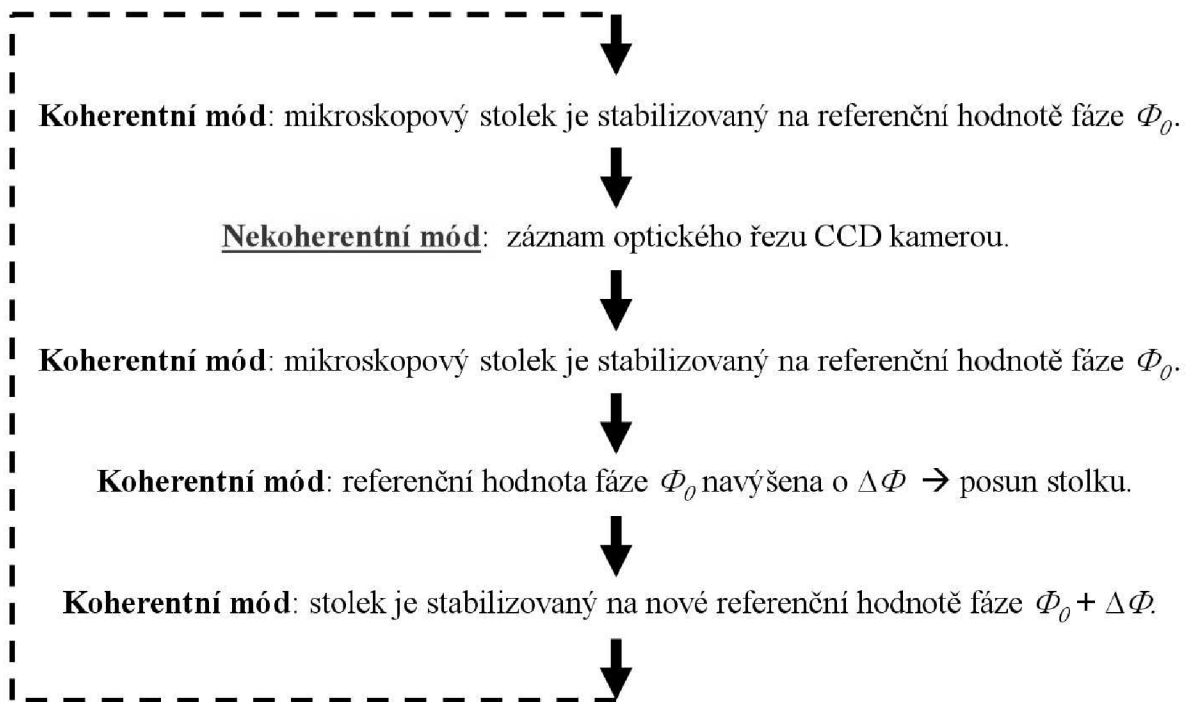 Koherentní mód: mikroskopový stolek je stabilizovaný na referenční hodnotě fáze Φ₀.
Nekoherentní mód: záznam optického řezu CCD kamerou.
Koherentní mód: mikroskopový stolek je stabilizovaný na referenční hodnotě fáze Φ₀.
Koherentní mód: referenční hodnota fáze Φ₀ navýšena o ΔΦ → posun stolku.
Koherentní mód: stolek je stabilizovaný na nové referenční hodnotě fáze Φ₀ + ΔΦ.